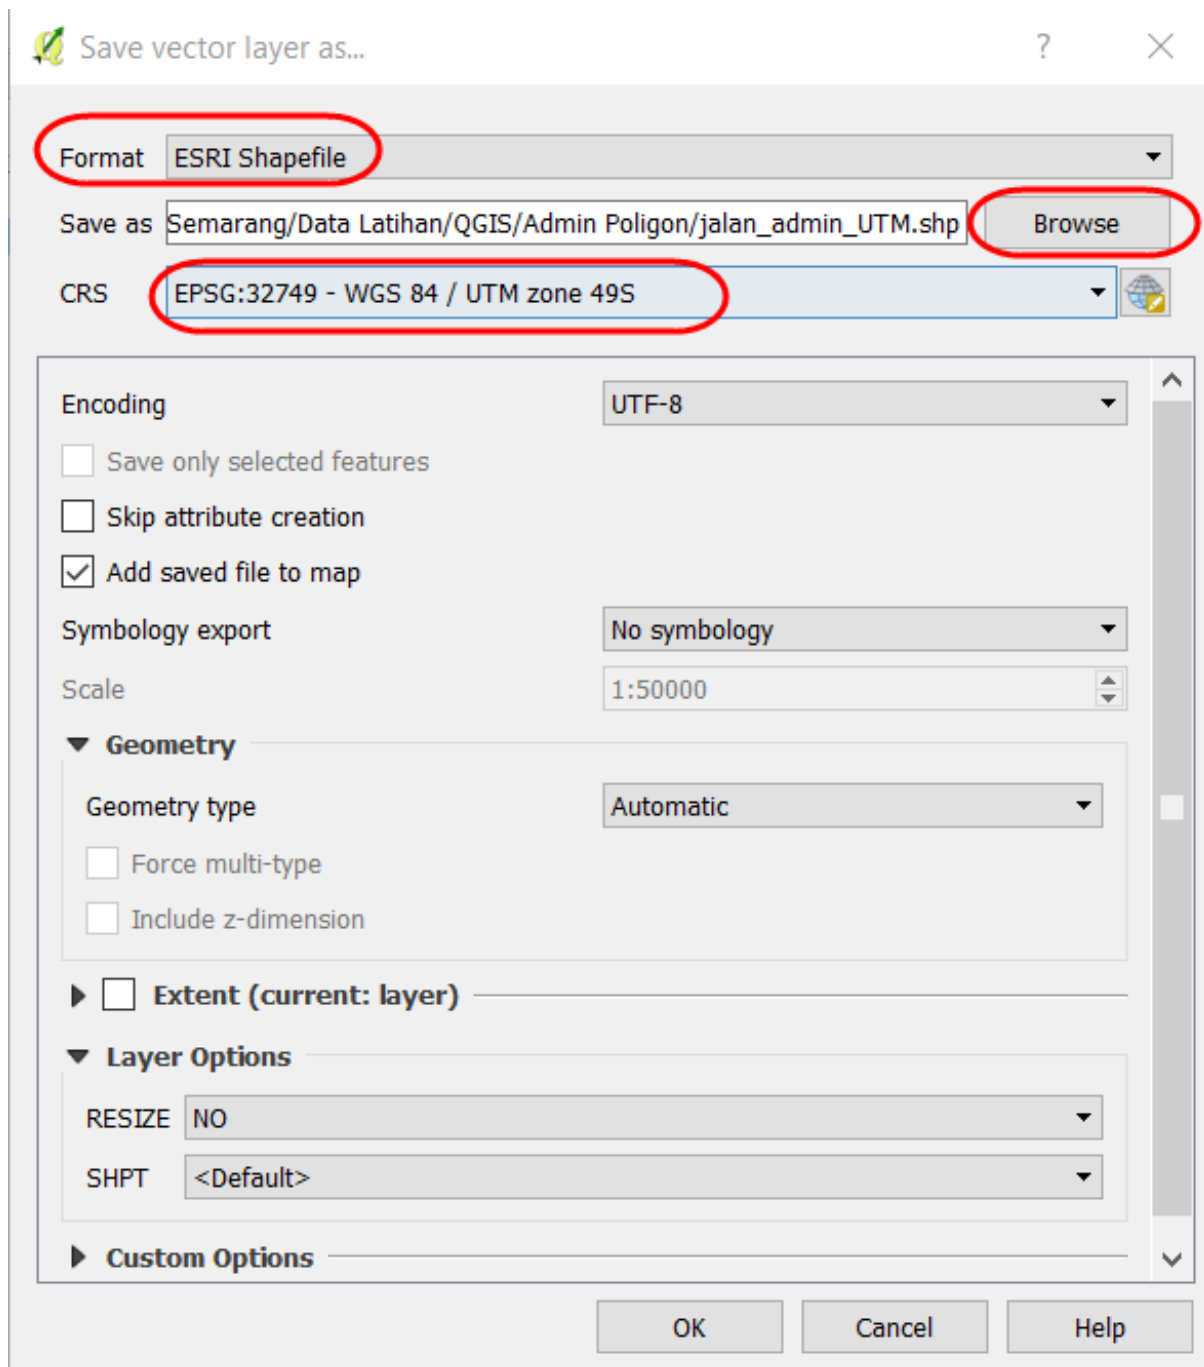 Save vector layer as...
?
Format ESRI Shapefile
Save as Semarang/Data Latihan/QGIS/Admin Poligon/jalan_admin_UTM.shp Browse
CRS EPSG:32749 - WGS 84 / UTM zone 49S
Encoding UTF-8
Save only selected features
Skip attribute creation
Add saved file to map
Symbology export No symbology
Scale 1:50000
Geometry
Geometry type Automatic
Force multi-type
Include z-dimension
Extent (current: layer)
Layer Options
RESIZE NO
SHPT <Default>
Custom Options
OK Cancel Help